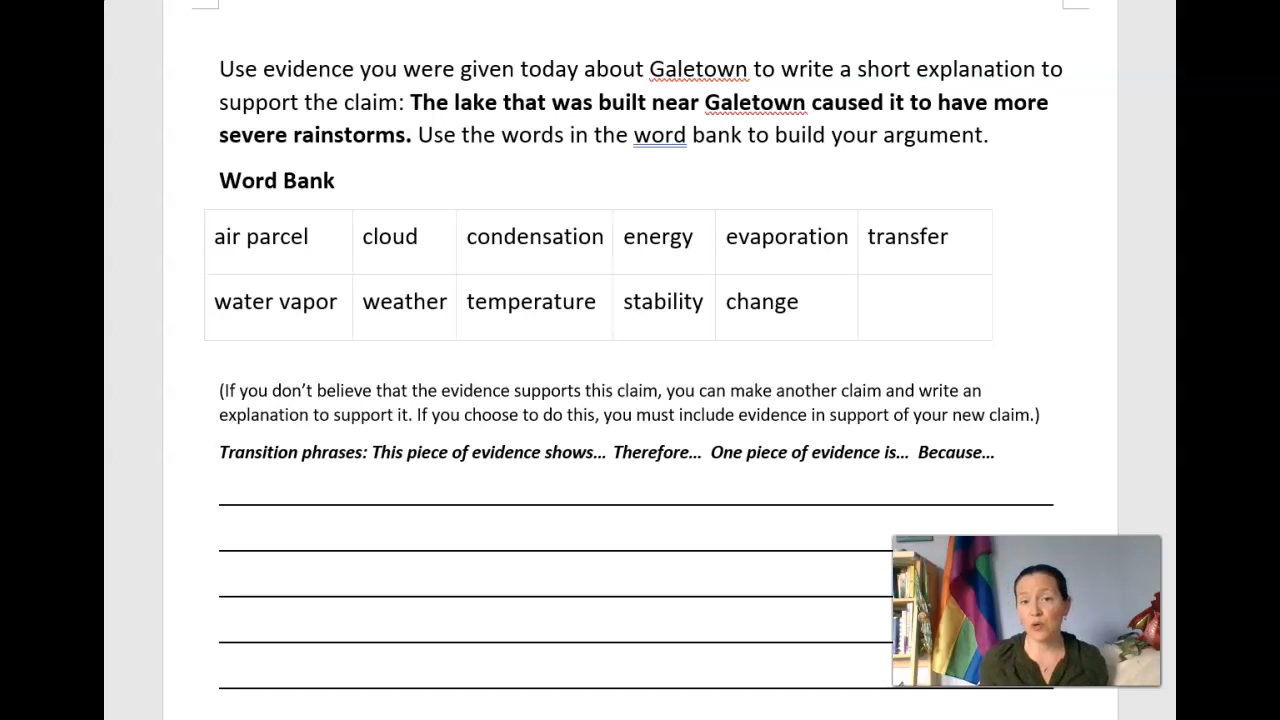 Use evidence you were given today about Galetown to write a short explanation to
support the claim: The lake that was built near Galetown caused it to have more
severe rainstorms. Use the words in the word bank to build your argument.
Word Bank
air parcel cloud condensation energy evaporation transfer
water vapor weather temperature stability change
(If you don’t believe that the evidence supports this claim, you can make another claim and write an
explanation to support it. If you choose to do this, you must include evidence in support of your new claim.)
Transition phrases: This piece of evidence shows... Therefore... One piece of evidence is... Because...